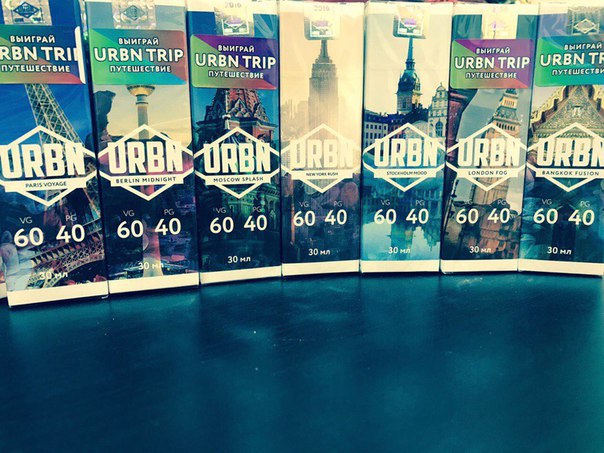 ВЫИГРАЙ
URBN TRIP
ПУТЕШЕСТВИЕ
URBN
PARIS VOYAGE
VG PG
60 40
30 мл
ВЫИГРАЙ
URBN TRIP
ПУТЕШЕСТВИЕ
URBN
BERLIN MIDNIGHT
VG PG
60 40
30 мл
2016
ВЫИГРАЙ
URBN TRIP
ПУТЕШЕСТВИЕ
URBN
MOSCOW SPLASH
VG PG
60 40
30 мл
2016
URBN
NEW YORK RUSH
VG PG
60 40
30 мл
URBN
STOCKHOLM MOOD
VG PG
60 40
30 мл
ВЫИГРАЙ
URBN TRIP
ПУТЕШЕСТВИЕ
URBN
LONDON FOG
VG PG
60 40
30 мл
ВЫИГРАЙ
URBN TRIP
ПУТЕШЕСТВИЕ
URBN
BANGKOK FUSION
VG PG
60 40
30 мл